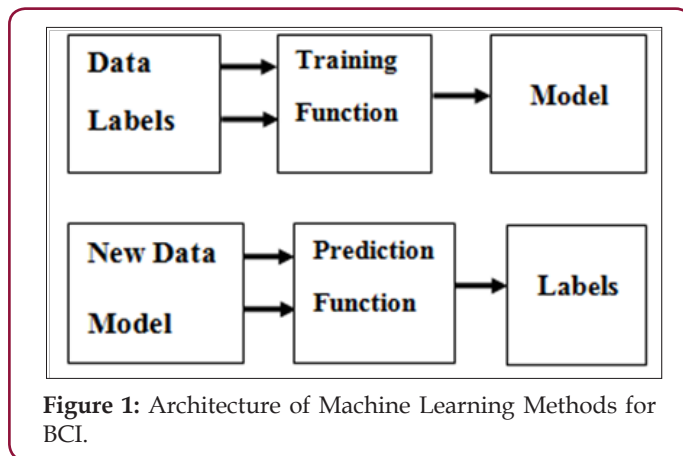 Data
Labels
Training
Function
Model
New Data
Model
Prediction
Function
Labels
Figure 1: Architecture of Machine Learning Methods for
BCI.